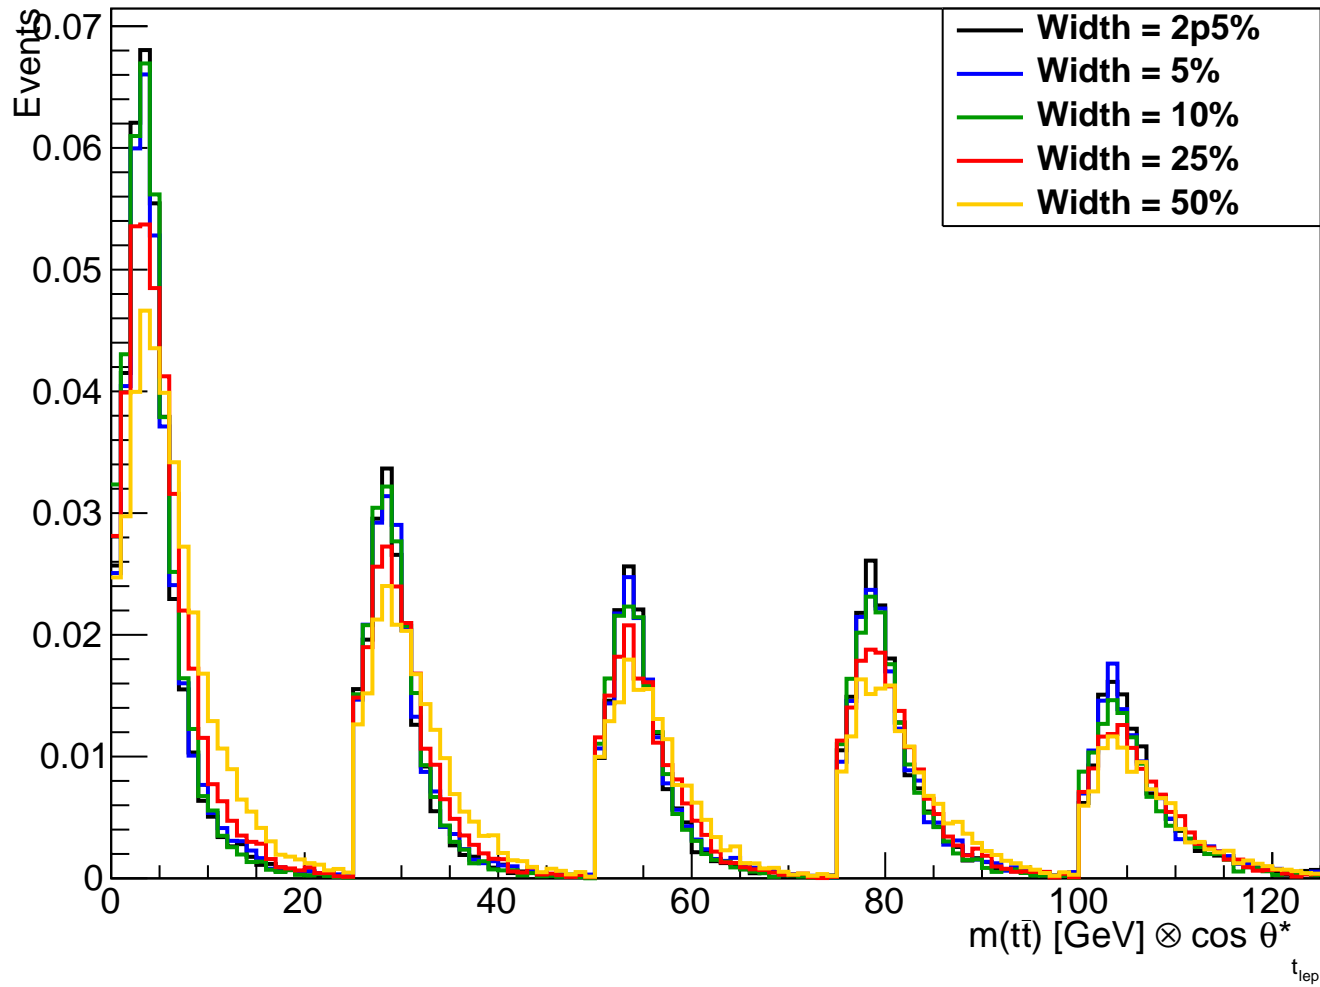 Events
0.07
0.06
0.05
0.04
0.03
0.02
0.01
0
Width = 2p5%
Width = 5%
Width = 10%
Width = 25%
Width = 50%
0 20 40 60 80 100 120
m(tt̄) [GeV] ⊗ cos θ*
t_lep